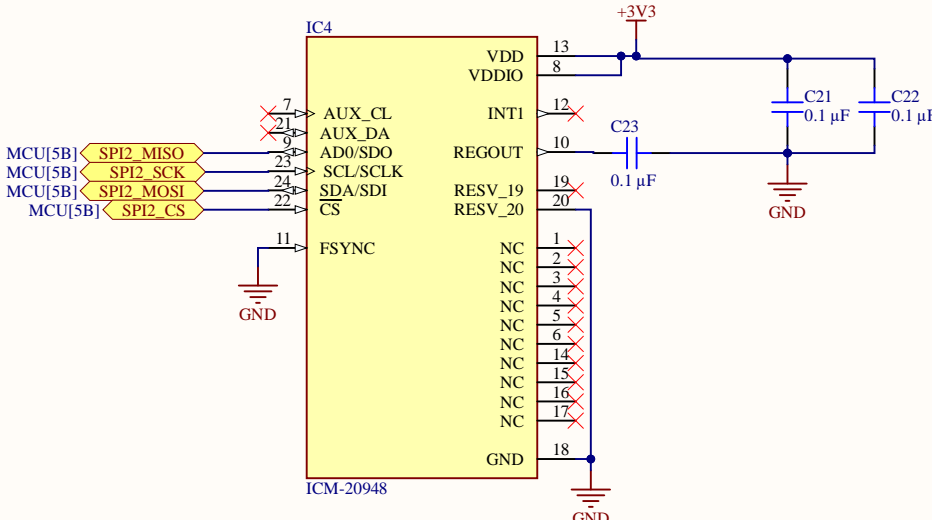 +3V3
IC4
VDD 13
VDDIO 8
7 AUX_CL
INT1 12
C21
0.1 µF
C22
0.1 µF
21 AUX_DA
C23
0.1 µF
MCU[5B] SPI2_MISO 9 AD0/SDO
REGOUT 10
MCU[5B] SPI2_SCK 23 SCL/SCLK
MCU[5B] SPI2_MOSI 24 SDA/SDI
RESV_19 19
MCU[5B] SPI2_CS 22 CS
RESV_20 20
GND
11 FSYNC
NC 1
NC 2
NC 3
NC 4
NC 5
NC 6
NC 14
NC 15
NC 16
NC 17
GND
GND 18
ICM-20948
GND